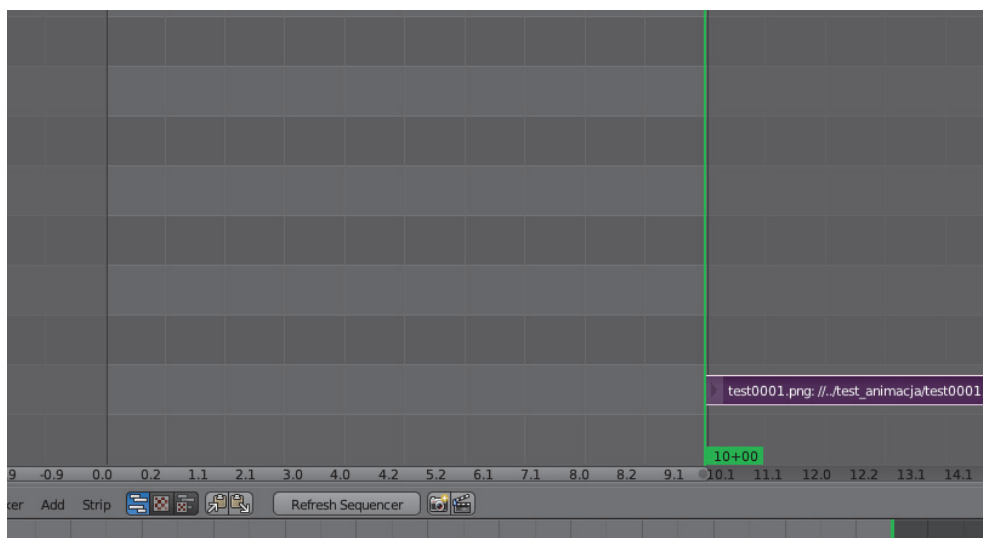 test0001.png: //../test_animacja/test0001
10+00
9 -0.9 0.0 0.2 1.1 2.1 3.0 4.0 4.2 5.2 6.1 7.1 8.0 8.2 9.1 10.1 11.1 12.0 12.2 13.1 14.1
ker Add Strip Refresh Sequencer